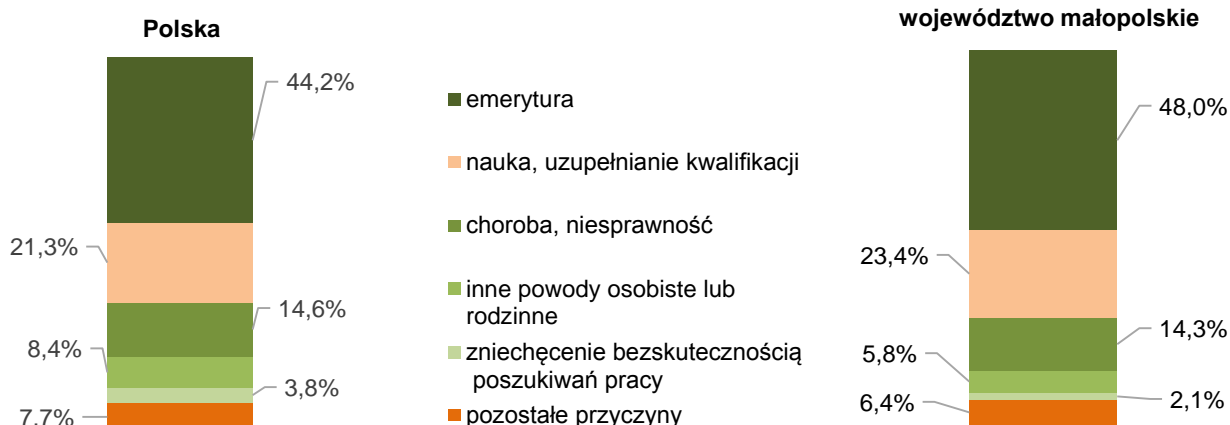 Polska
44,2%
21,3%
14,6%
8,4%
3,8%
7,7%
emerytura
nauka, uzupełnianie kwalifikacji
choroba, niesprawność
inne powody osobiste lub
rodzinne
zniechęcenie bezskutecznością
poszukiwań pracy
pozostałe przyczyny
województwo małopolskie
48,0%
23,4%
14,3%
5,8%
2,1%
6,4%